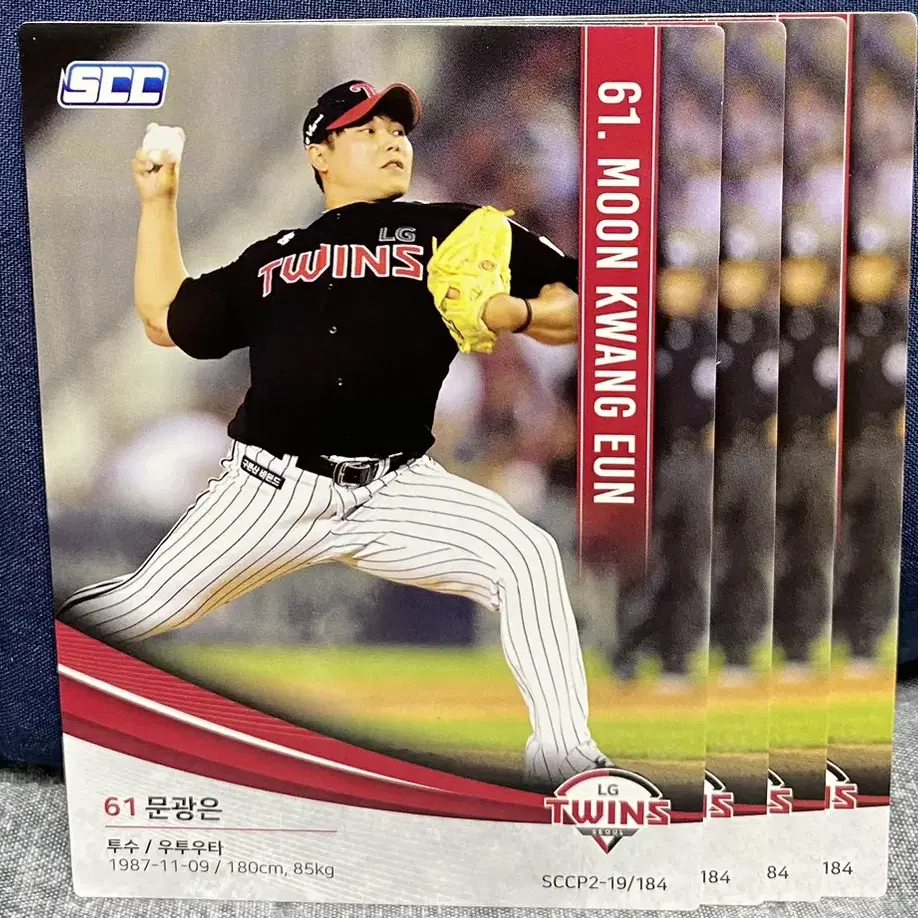 SCC
61. MOON KWANG EUN
LG
TWINS
61 문광은
투수 / 우투우타
1987-11-09 / 180cm, 85kg
LG
TWINS
SEOUL
SCCP2-19/184
184
84
184